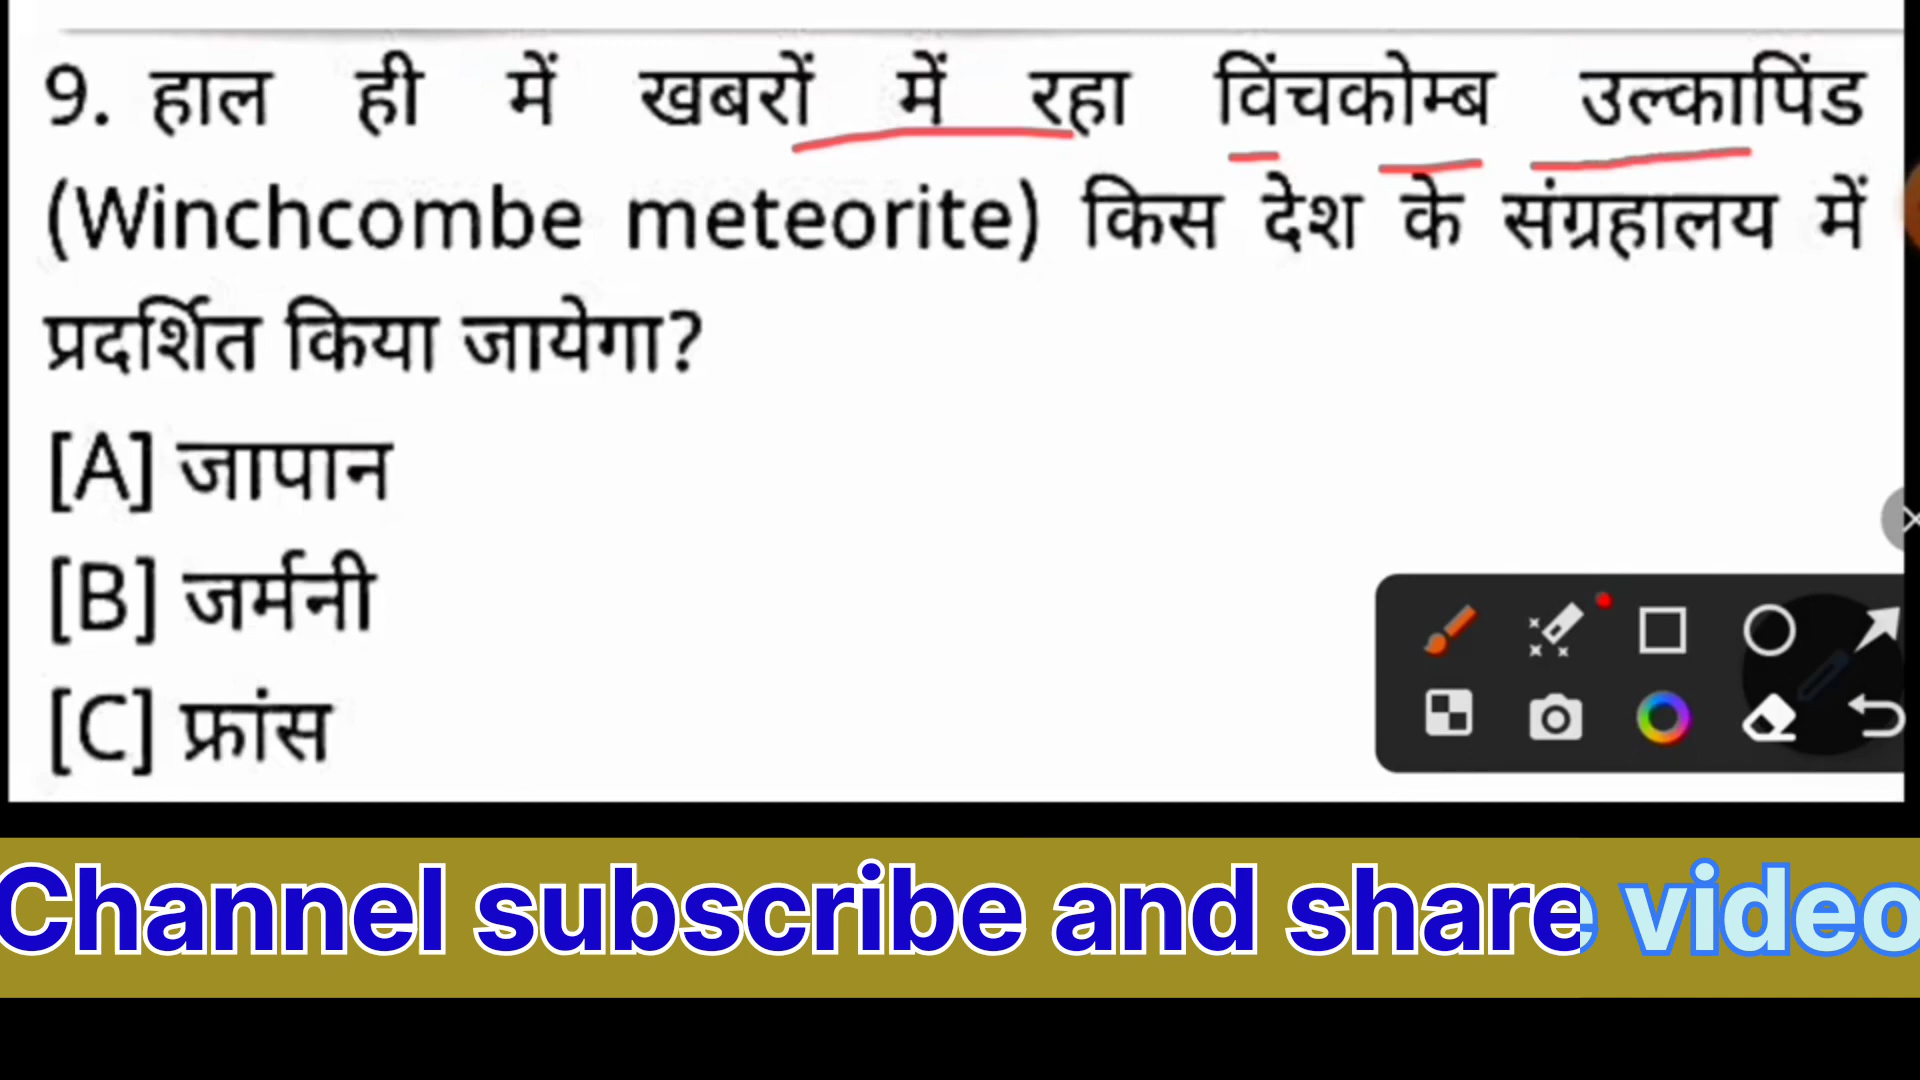 9. हाल ही में खबरों में रहा विंचकोम्ब उल्कापिंड
(Winchcombe meteorite) किस देश के संग्रहालय में
प्रदर्शित किया जायेगा?
[A] जापान
[B] जर्मनी
[C] फ्रांस
Channel subscribe and share video